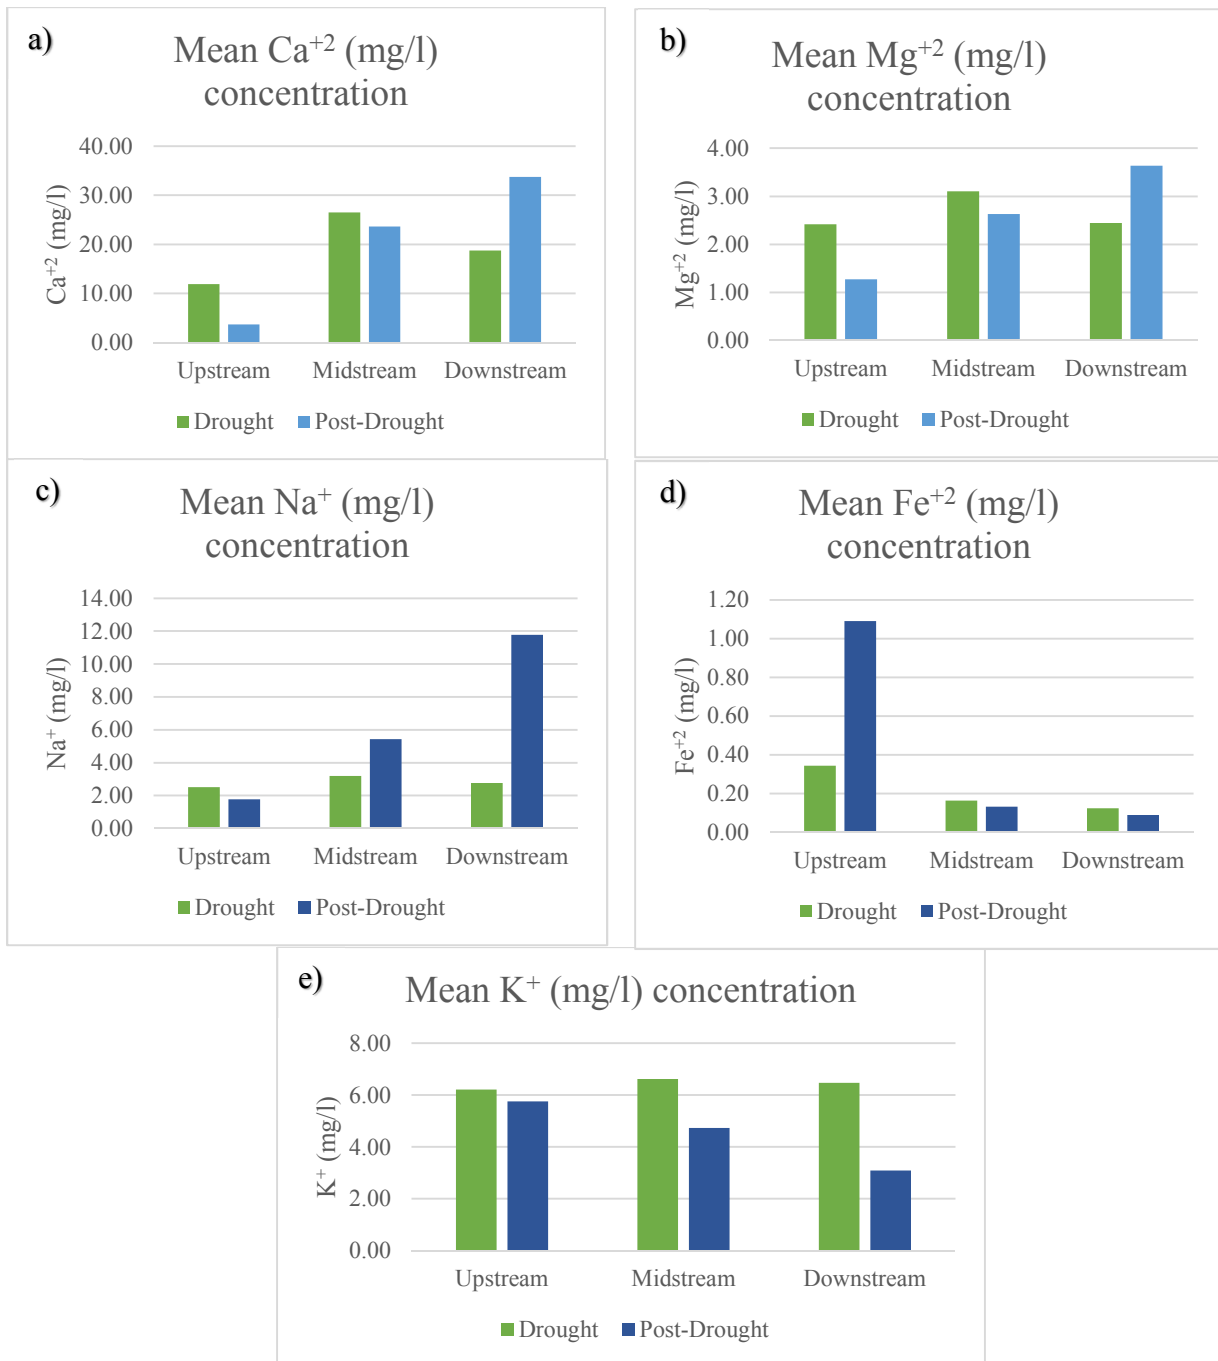 a)
Mean Ca⁺² (mg/l)
concentration
Ca⁺² (mg/l)
40.00
30.00
20.00
10.00
0.00
Upstream Midstream Downstream
Drought Post-Drought
b)
Mean Mg⁺² (mg/l)
concentration
Mg⁺² (mg/l)
4.00
3.00
2.00
1.00
0.00
Upstream Midstream Downstream
Drought Post-Drought
c)
Mean Na⁺ (mg/l)
concentration
Na⁺ (mg/l)
14.00
12.00
10.00
8.00
6.00
4.00
2.00
0.00
Upstream Midstream Downstream
Drought Post-Drought
d)
Mean Fe⁺² (mg/l)
concentration
Fe⁺² (mg/l)
1.20
1.00
0.80
0.60
0.40
0.20
0.00
Upstream Midstream Downstream
Drought Post-Drought
e)
Mean K⁺ (mg/l) concentration
K⁺ (mg/l)
8.00
6.00
4.00
2.00
0.00
Upstream Midstream Downstream
Drought Post-Drought